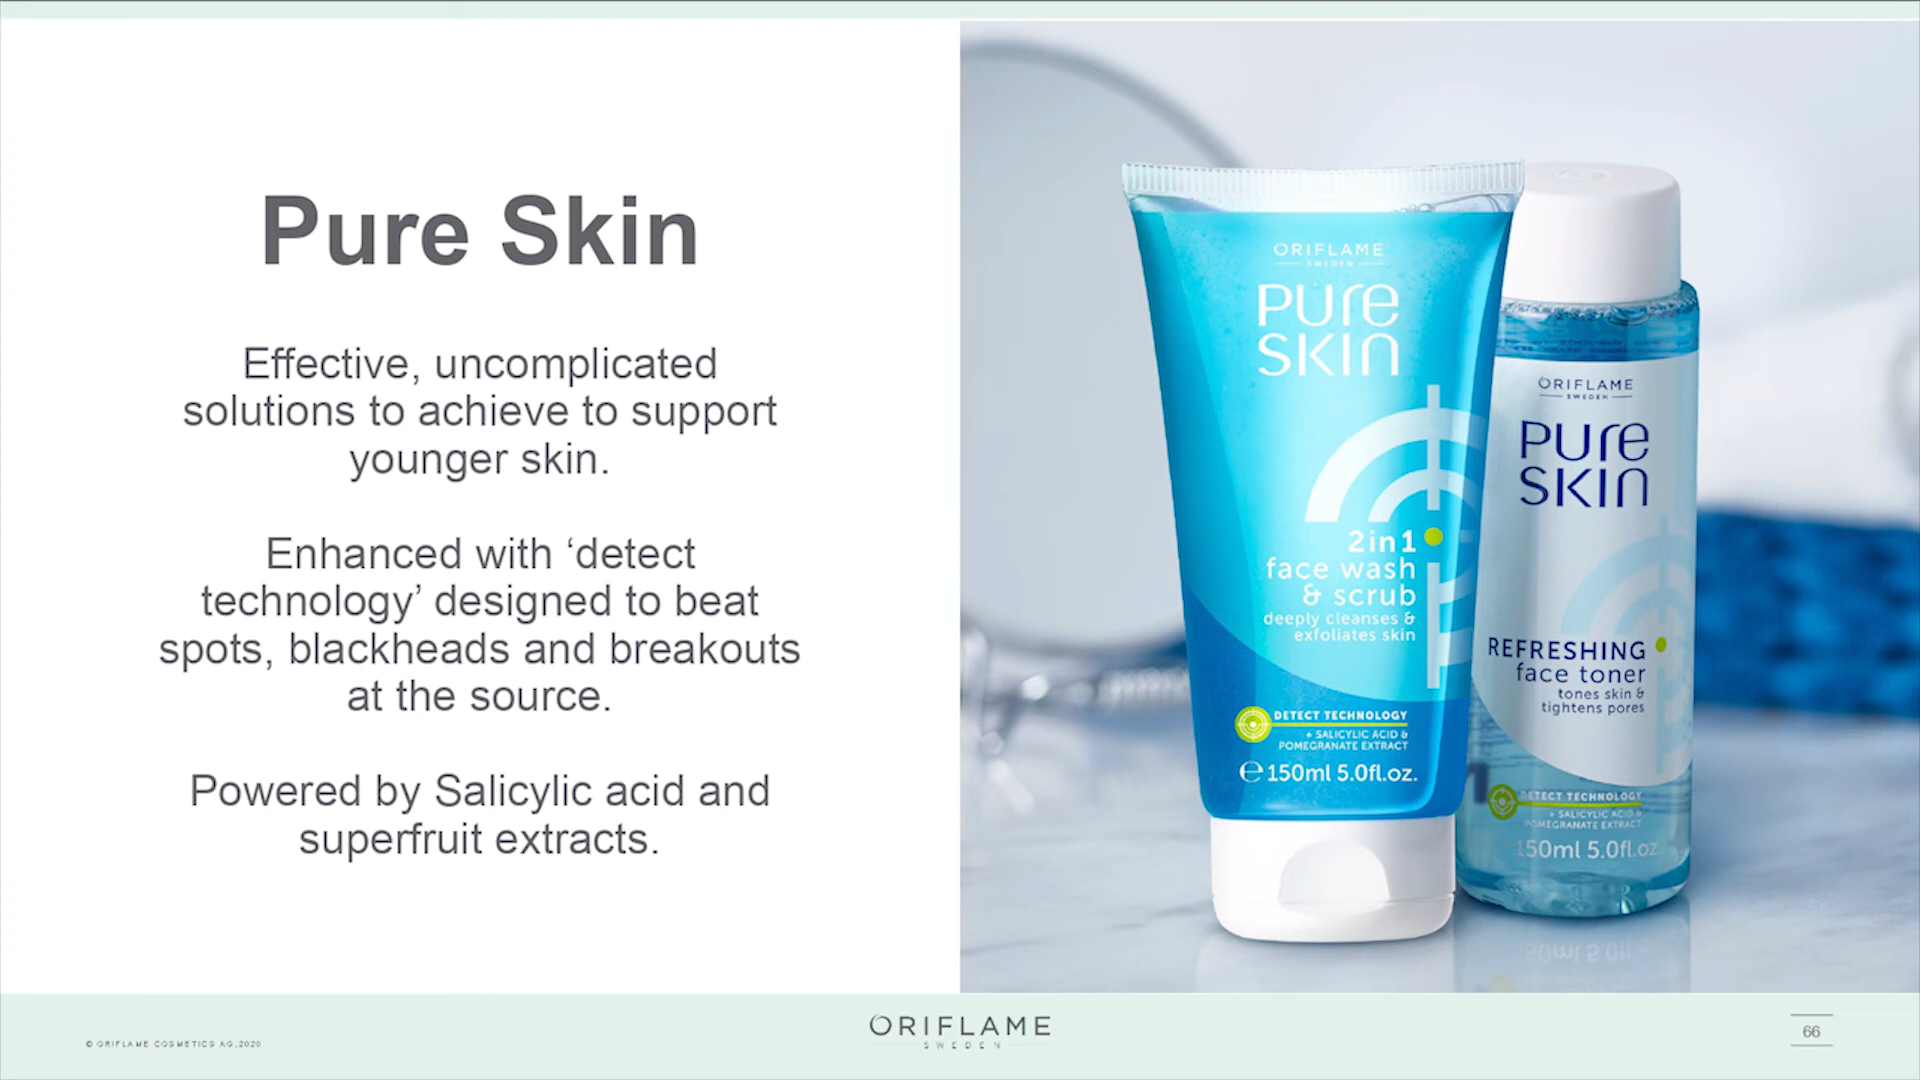 Pure Skin
Effective, uncomplicated
solutions to achieve to support
younger skin.
Enhanced with ‘detect
technology’ designed to beat
spots, blackheads and breakouts
at the source.
Powered by Salicylic acid and
superfruit extracts.
ORIFLAME
SWEDEN
PURE
SKIN
2in1
face wash
& scrub
deeply cleanses &
exfoliates skin
DETECT TECHNOLOGY
+ SALICYLIC ACID &
POMEGRANATE EXTRACT
℮ 150ml 5.0fl.oz.
ORIFLAME
SWEDEN
PURE
SKIN
REFRESHING
face toner
tones skin &
tightens pores
DETECT TECHNOLOGY
+ SALICYLIC ACID &
POMEGRANATE EXTRACT
150ml 5.0fl.oz
© ORIFLAME COSMETICS AG, 2020
ORIFLAME
SWEDEN
66